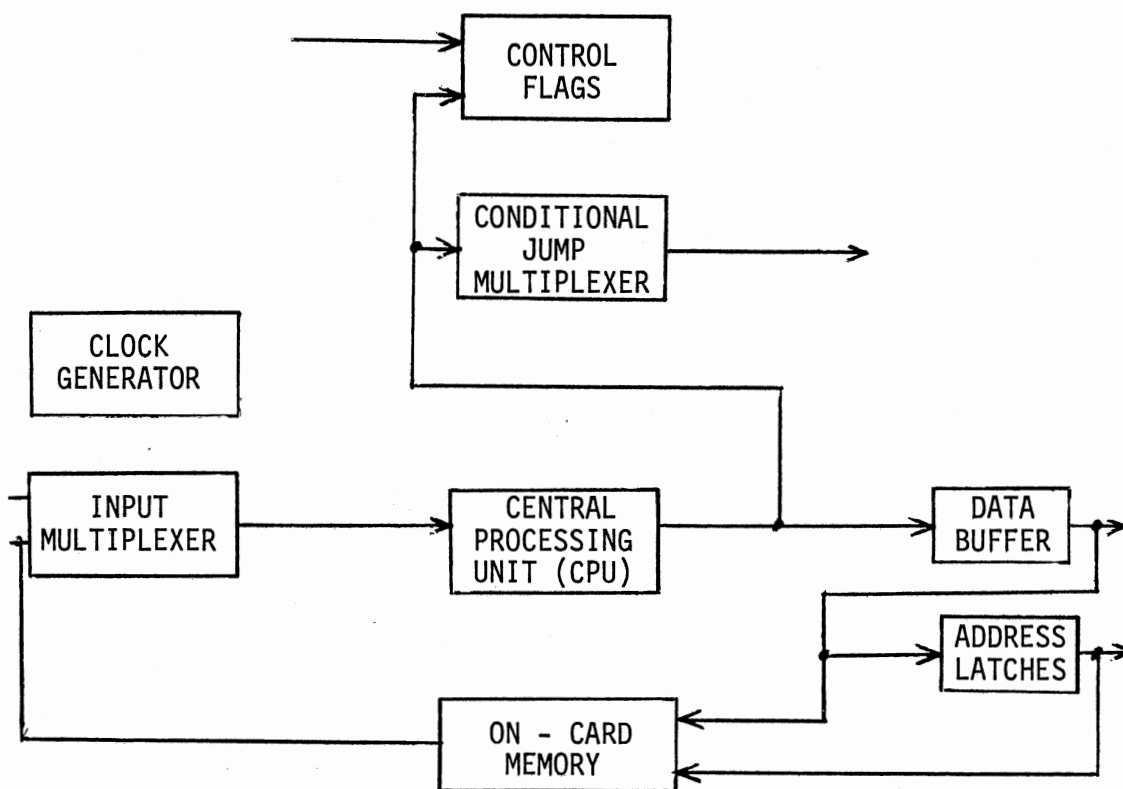 CONTROL
FLAGS
CONDITIONAL
JUMP
MULTIPLEXER
CLOCK
GENERATOR
INPUT
MULTIPLEXER
CENTRAL
PROCESSING
UNIT (CPU)
DATA
BUFFER
ADDRESS
LATCHES
ON - CARD
MEMORY